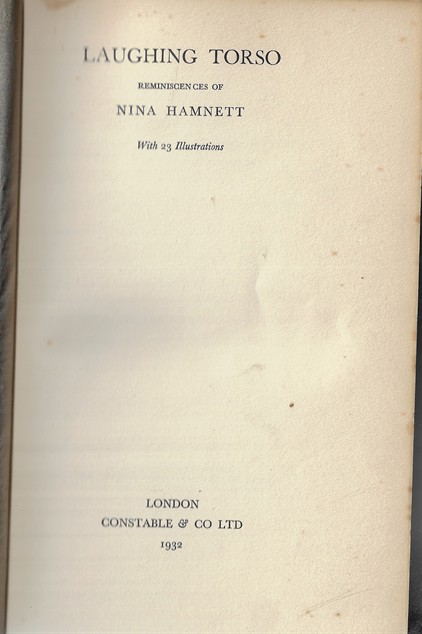 LAUGHING TORSO
REMINISCENCES OF
NINA HAMNETT
With 23 Illustrations
LONDON
CONSTABLE & CO LTD
1932